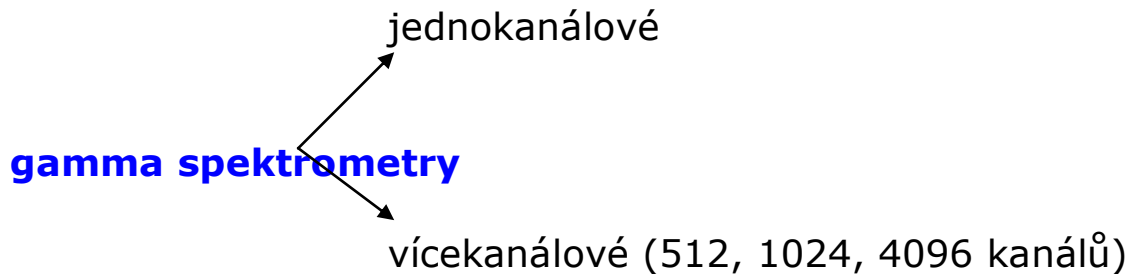 jednokanálové
gamma spektrometry
vícekanálové (512, 1024, 4096 kanálů)